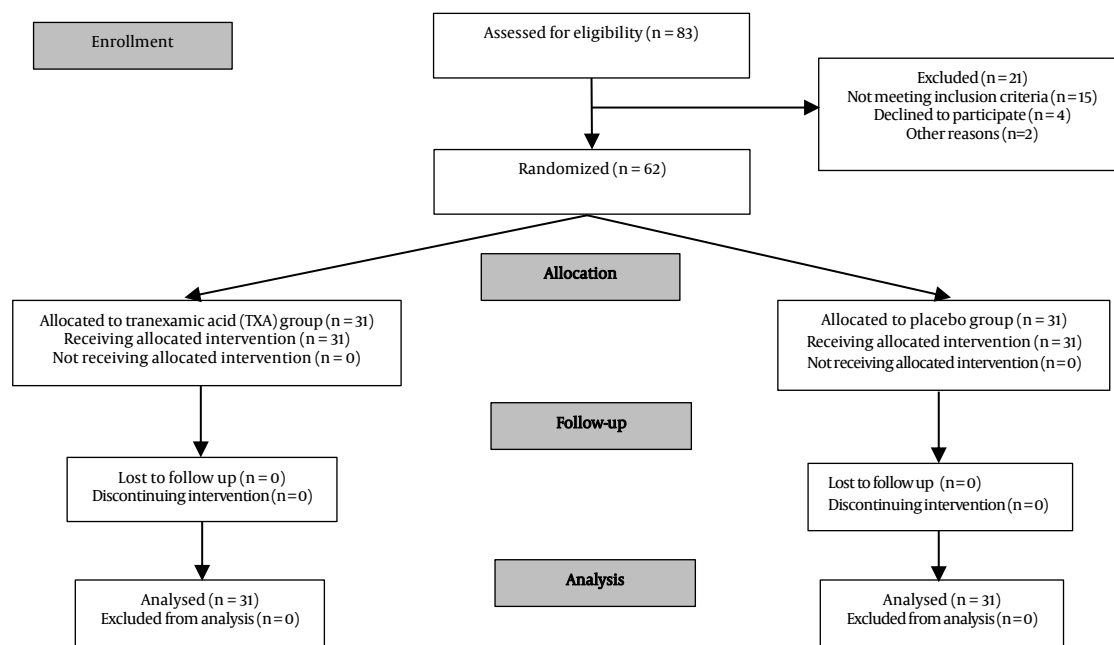 Enrollment
Assessed for eligibility (n = 83)
Excluded (n = 21)
Not meeting inclusion criteria (n = 15)
Declined to participate (n = 4)
Other reasons (n=2)
Randomized (n = 62)
Allocation
Allocated to tranexamic acid (TXA) group (n = 31)
Receiving allocated intervention (n = 31)
Not receiving allocated intervention (n = 0)
Allocated to placebo group (n = 31)
Receiving allocated intervention (n = 31)
Not receiving allocated intervention (n = 0)
Follow-up
Lost to follow up (n = 0)
Discontinuing intervention (n = 0)
Lost to follow up (n = 0)
Discontinuing intervention (n = 0)
Analysis
Analysed (n = 31)
Excluded from analysis (n = 0)
Analysed (n = 31)
Excluded from analysis (n = 0)